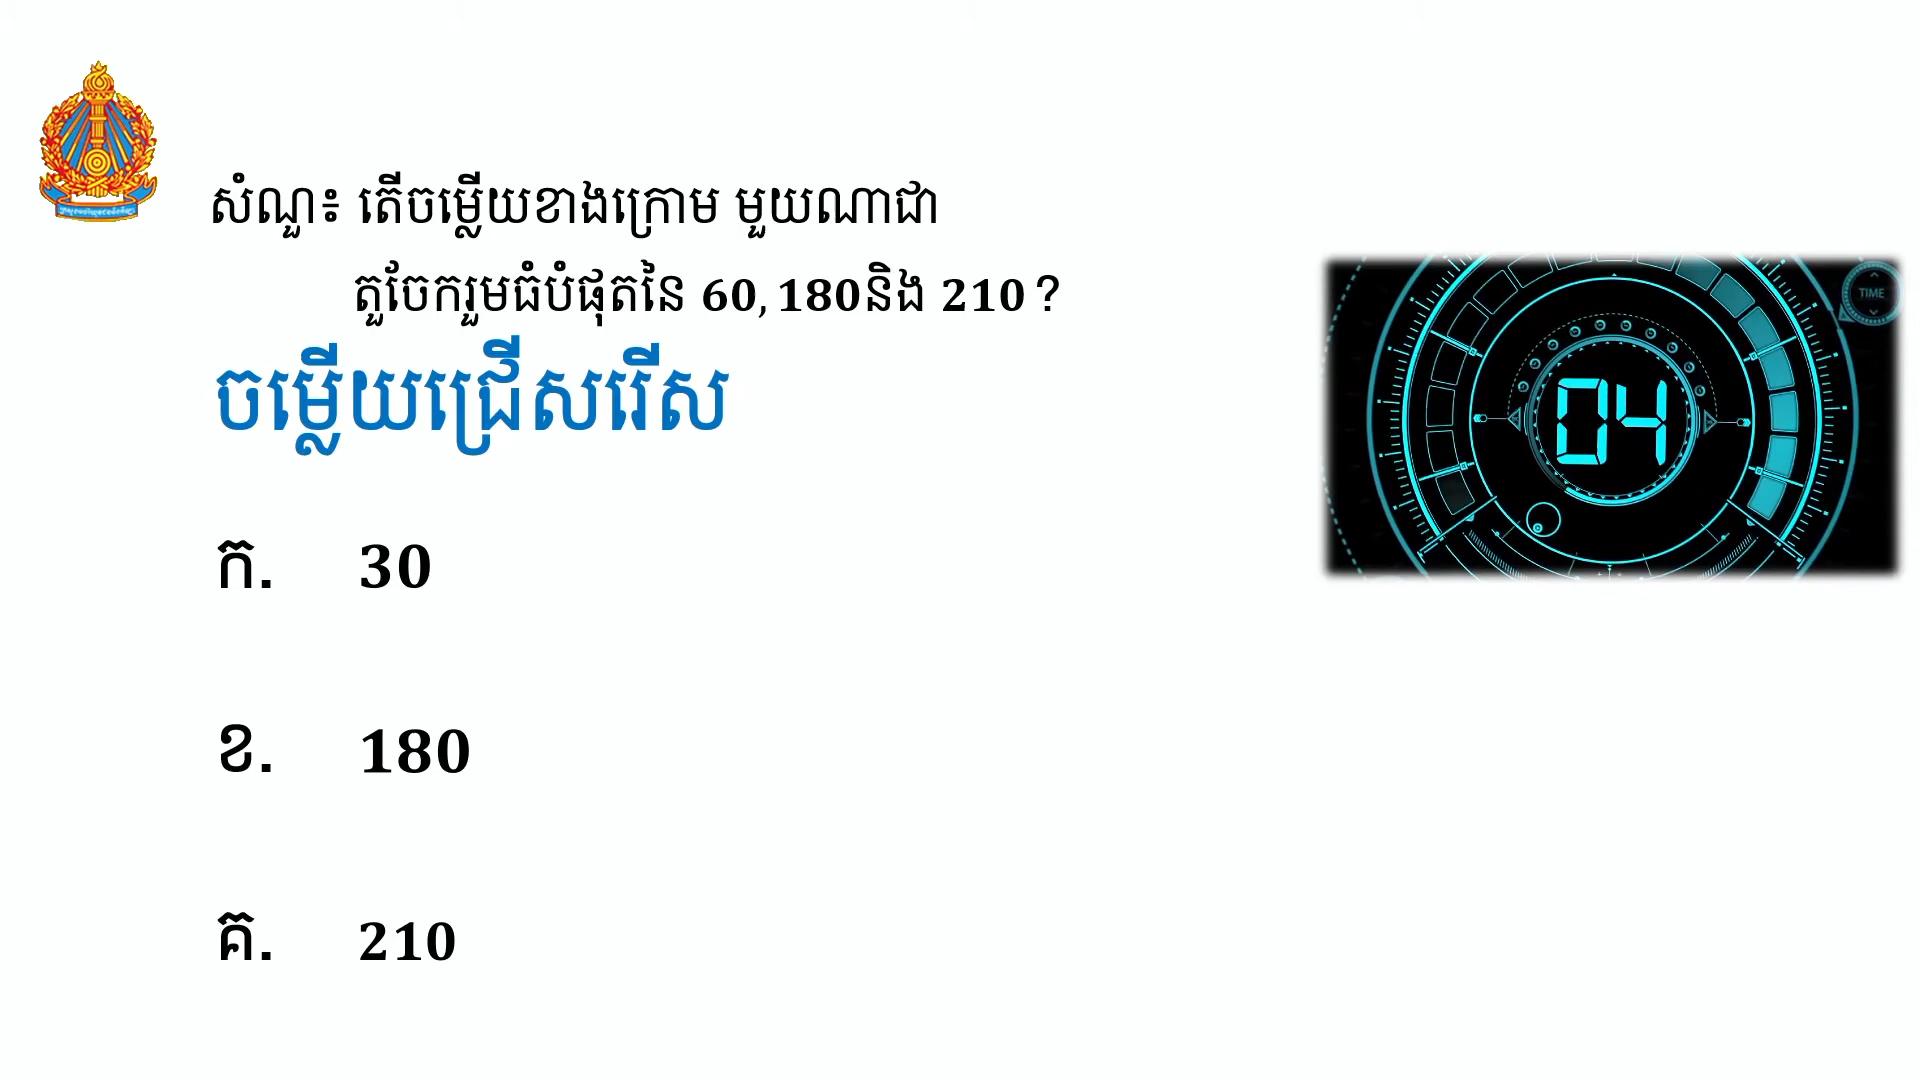 សំណួ៖ តើចម្លើយខាងក្រោម មួយណាជា
តួចែករួមធំបំផុតនៃ 60, 180និង 210 ?
ចម្លើយជ្រើសរើស
TIME
04
ក. 30
ខ. 180
គ. 210